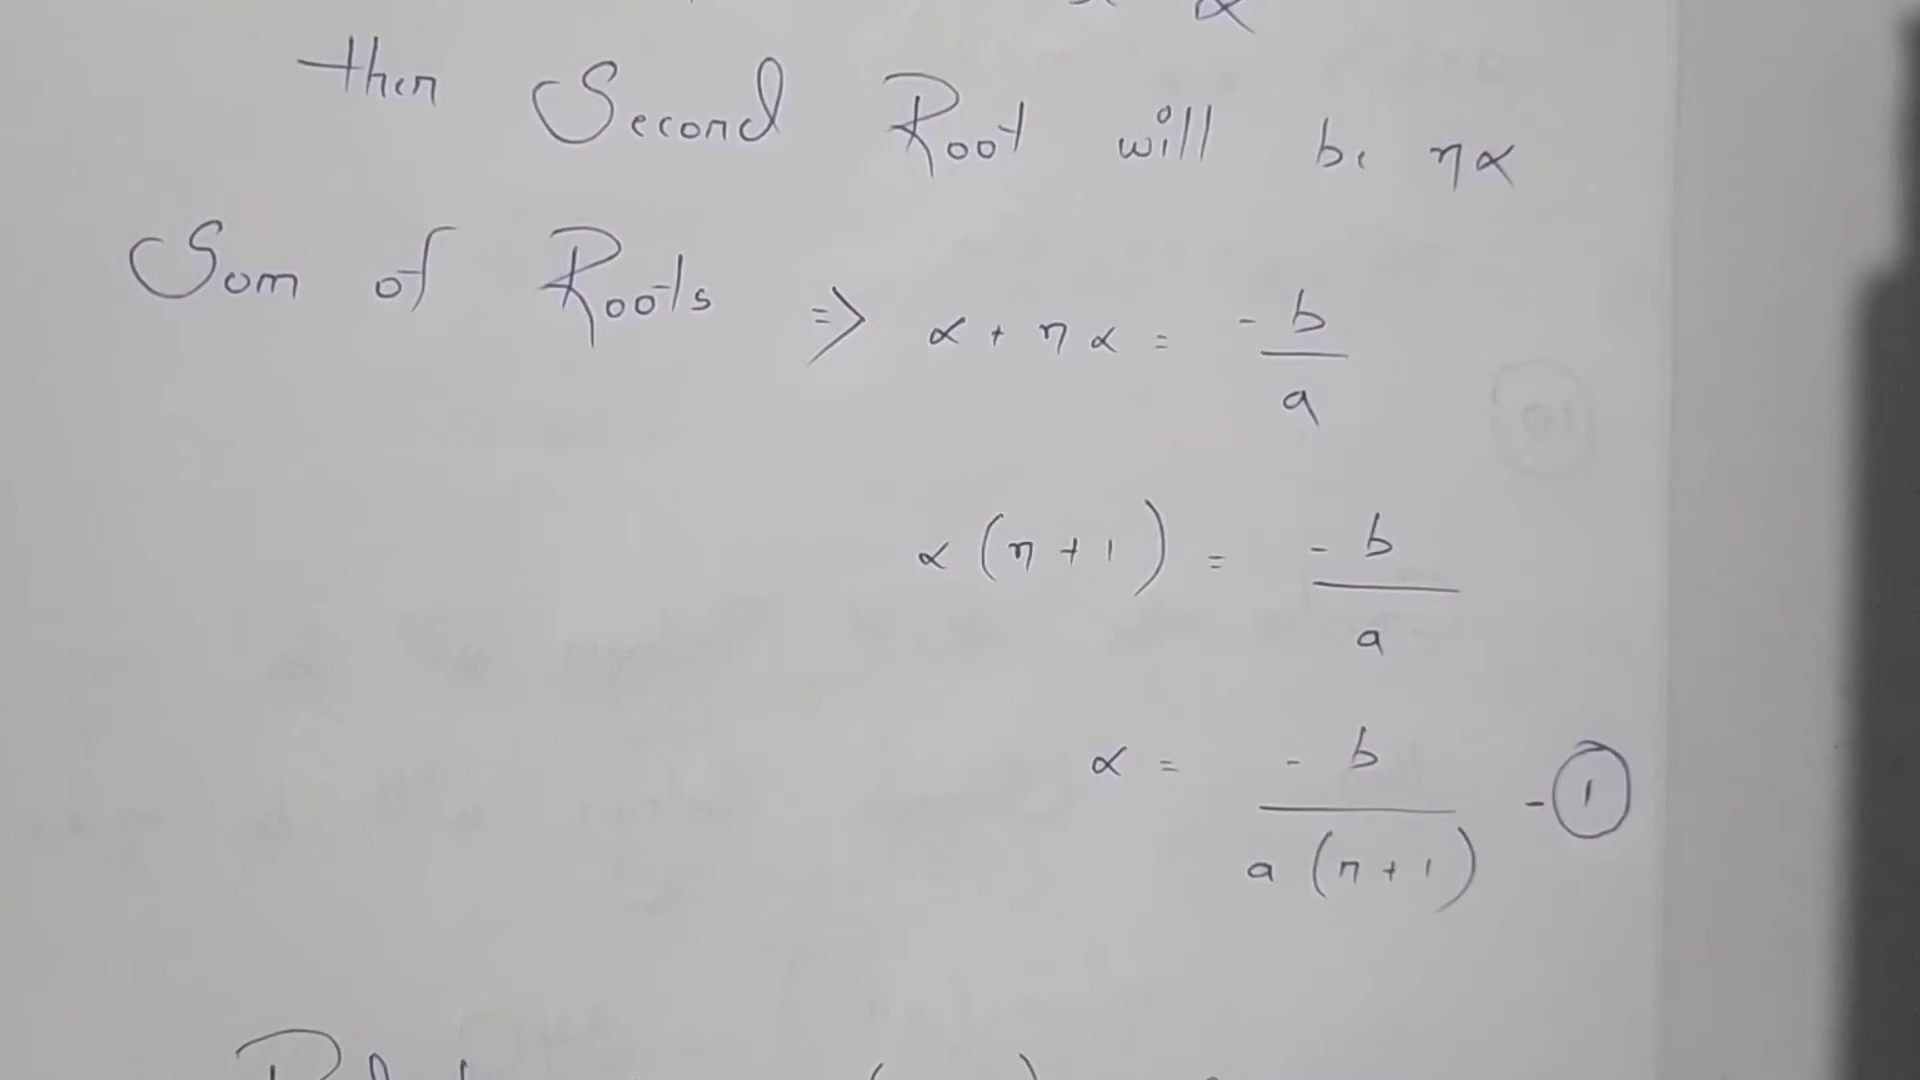 α
then Second Root will be nα
Sum of Roots ⇒ α + nα = - b/a
α (n + 1) = - b/a
α = - b / a (n + 1) - ①